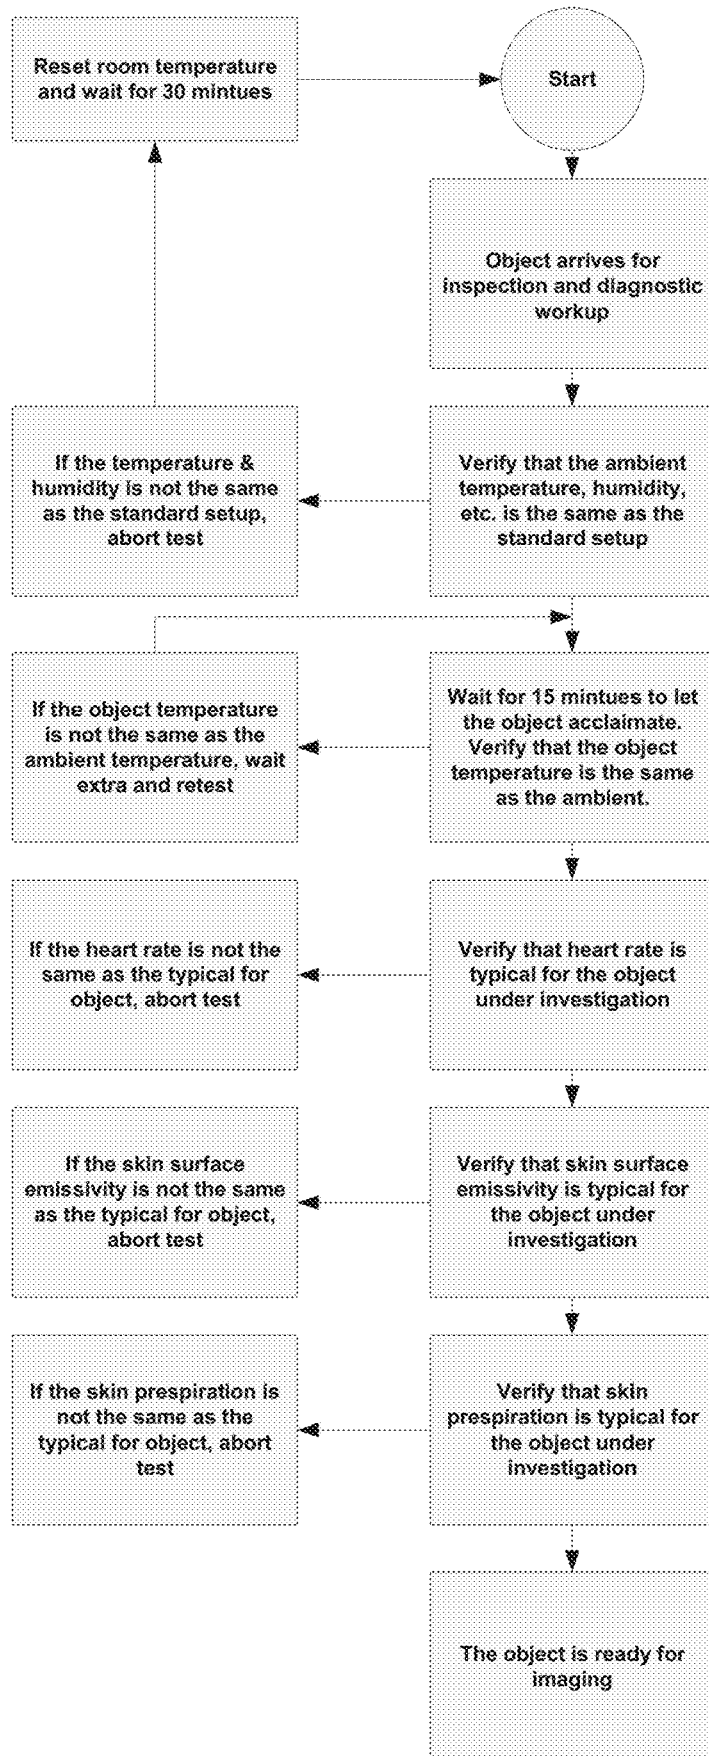 Reset room temperature
and wait for 30 mintues
Start
Object arrives for
inspection and diagnostic
workup
If the temperature &
humidity is not the same
as the standard setup,
abort test
Verify that the ambient
temperature, humidity,
etc. is the same as the
standard setup
If the object temperature
is not the same as the
ambient temperature, wait
extra and retest
Wait for 15 mintues to let
the object acclaimate.
Verify that the object
temperature is the same
as the ambient.
If the heart rate is not the
same as the typical for
object, abort test
Verify that heart rate is
typical for the object
under investigation
If the skin surface
emissivity is not the same
as the typical for object,
abort test
Verify that skin surface
emissivity is typical for
the object under
investigation
If the skin prespiration is
not the same as the
typical for object, abort
test
Verify that skin
prespiration is typical for
the object under
investigation
The object is ready for
imaging